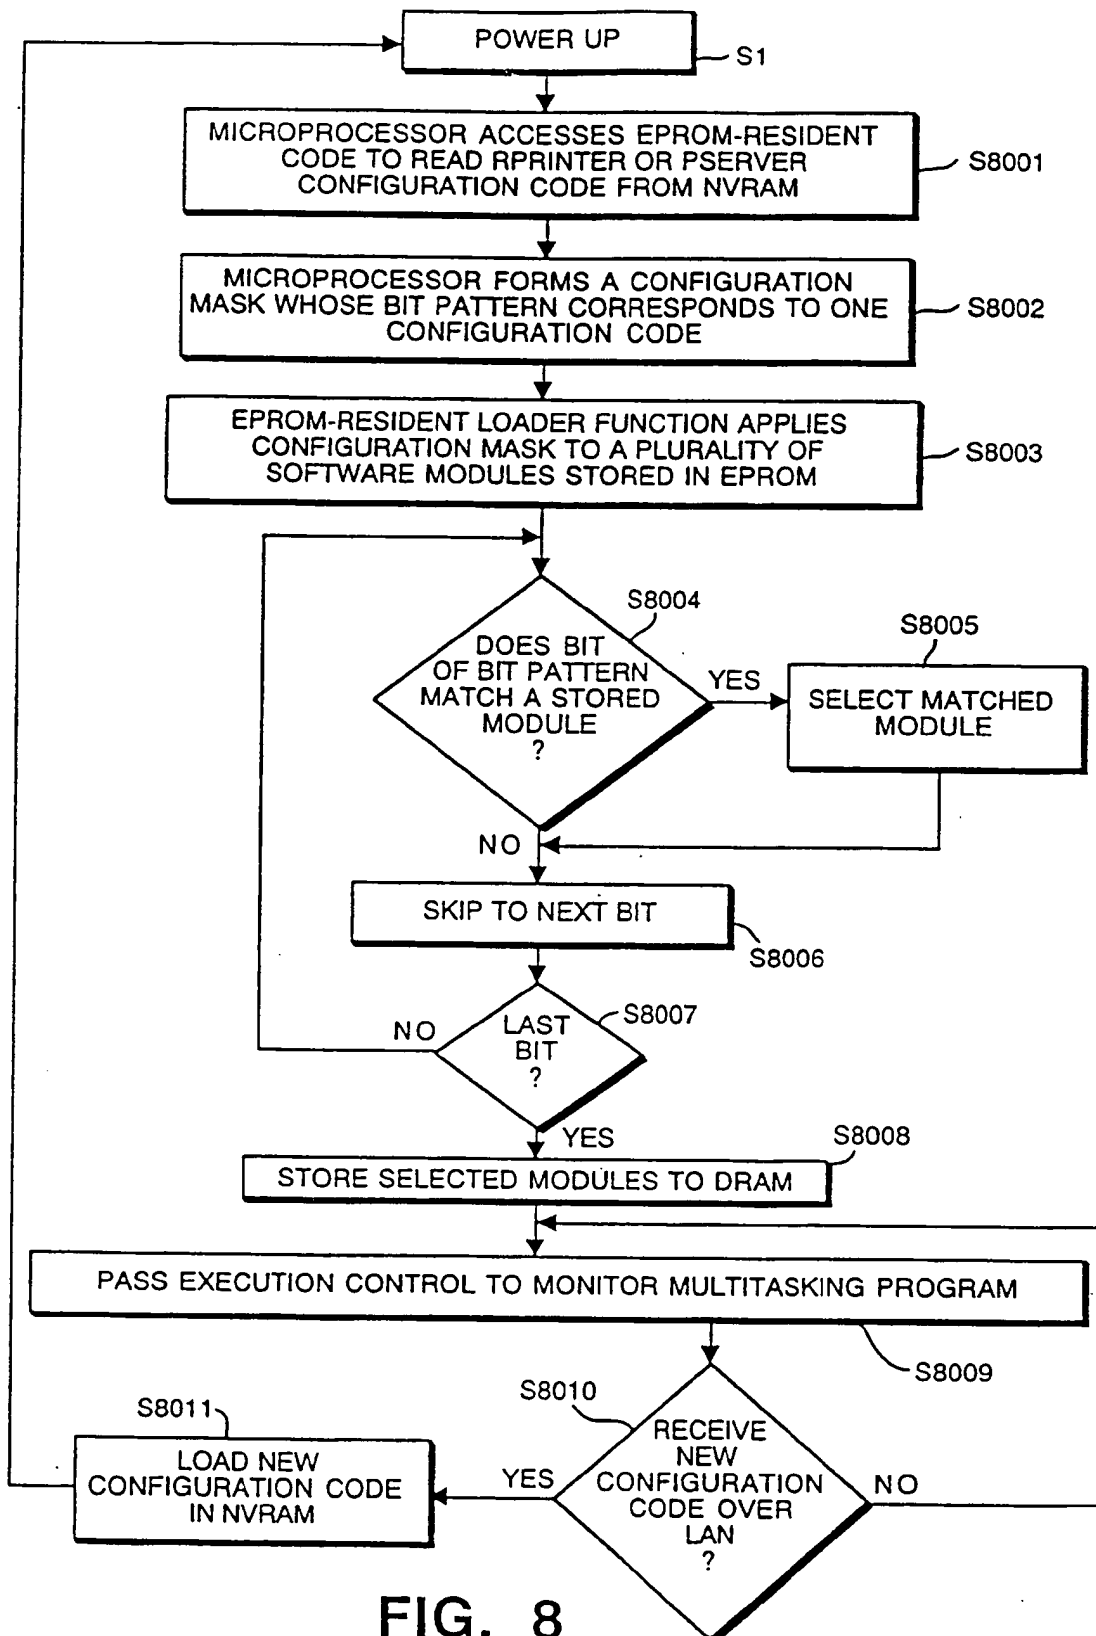 POWER UP
S1
MICROPROCESSOR ACCESSES EPROM-RESIDENT
CODE TO READ RPRINTER OR PSERVER
CONFIGURATION CODE FROM NVRAM
S8001
MICROPROCESSOR FORMS A CONFIGURATION
MASK WHOSE BIT PATTERN CORRESPONDS TO ONE
CONFIGURATION CODE
S8002
EPROM-RESIDENT LOADER FUNCTION APPLIES
CONFIGURATION MASK TO A PLURALITY OF
SOFTWARE MODULES STORED IN EPROM
S8003
S8004
DOES BIT
OF BIT PATTERN
MATCH A STORED
MODULE
?
YES
S8005
SELECT MATCHED
MODULE
NO
SKIP TO NEXT BIT
S8006
S8007
LAST
BIT
?
NO
YES
S8008
STORE SELECTED MODULES TO DRAM
PASS EXECUTION CONTROL TO MONITOR MULTITASKING PROGRAM
S8009
S8010
RECEIVE
NEW
CONFIGURATION
CODE OVER
LAN
?
YES
NO
S8011
LOAD NEW
CONFIGURATION CODE
IN NVRAM
FIG. 8